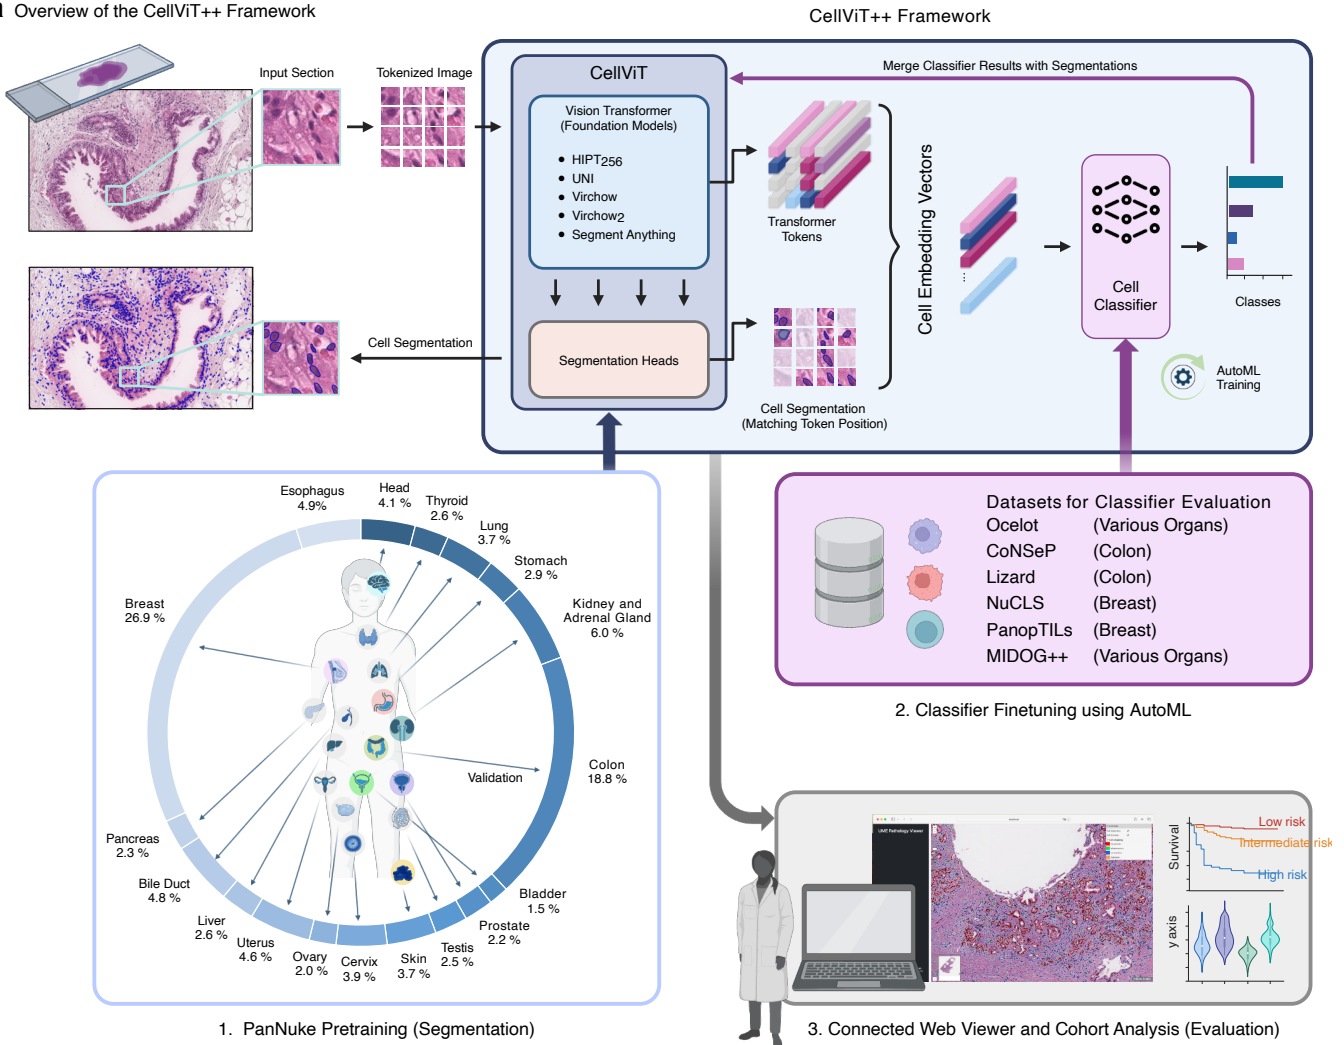 Overview of the CellViT++ Framework
CellViT++ Framework
Input Section
Tokenized Image
CellViT
Vision Transformer
(Foundation Models)
• HIPT256
• UNI
• Virchow
• Virchow2
• Segment Anything
Segmentation Heads
Cell Segmentation
Merge Classifier Results with Segmentations
Transformer
Tokens
Cell Segmentation
(Matching Token Position)
Cell Embedding Vectors
Cell
Classifier
Classes
AutoML
Training
Esophagus
4.9%
Head
4.1 %
Thyroid
2.6 %
Lung
3.7 %
Stomach
2.9 %
Kidney and
Adrenal Gland
6.0 %
Breast
26.9 %
Colon
18.8 %
Validation
Pancreas
2.3 %
Bile Duct
4.8 %
Liver
2.6 %
Uterus
4.6 %
Ovary
2.0 %
Cervix
3.9 %
Skin
3.7 %
Testis
2.5 %
Prostate
2.2 %
Bladder
1.5 %
1. PanNuke Pretraining (Segmentation)
Datasets for Classifier Evaluation
Ocelot (Various Organs)
CoNSeP (Colon)
Lizard (Colon)
NuCLS (Breast)
PanopTILs (Breast)
MIDOG++ (Various Organs)
2. Classifier Finetuning using AutoML
UME Pathology Viewer
Survival
Low risk
Intermediate risk
High risk
y axis
3. Connected Web Viewer and Cohort Analysis (Evaluation)